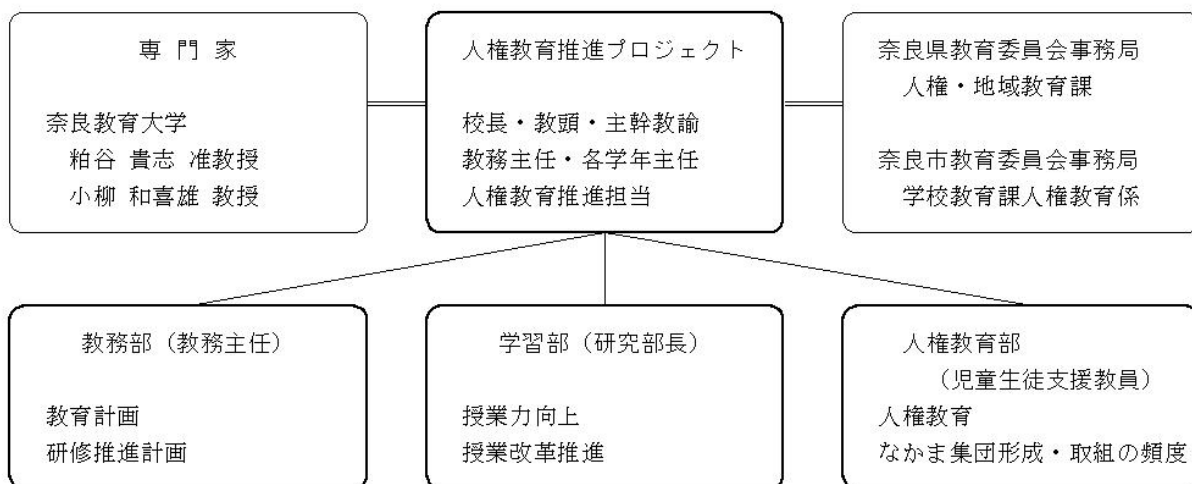 専 門 家
奈良教育大学
粕谷 貴志 准教授
小柳 和喜雄 教授
人権教育推進プロジェクト
校長・教頭・主幹教諭
教務主任・各学年主任
人権教育推進担当
奈良県教育委員会事務局
人権・地域教育課
奈良市教育委員会事務局
学校教育課人権教育係
教務部（教務主任）
教育計画
研修推進計画
学習部（研究部長）
授業力向上
授業改革推進
人権教育部
（児童生徒支援教員）
人権教育
なかま集団形成・取組の頻度